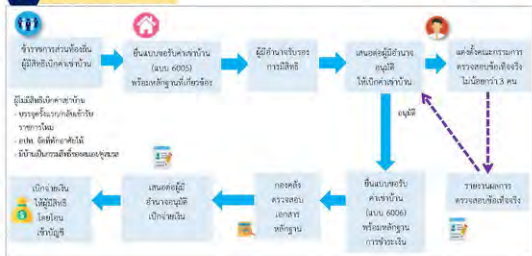 ข้าราชการส่วนท้องถิ่น
ผู้มีสิทธิเบิกค่าเช่าบ้าน
ยื่นแบบขอรับค่าเช่าบ้าน
(แบบ 6005)
พร้อมหลักฐานที่เกี่ยวข้อง
ผู้มีอำนาจรับรอง
การมีสิทธิ
เสนอต่อผู้มีอำนาจ
อนุมัติ
ให้เบิกค่าเช่าบ้าน
แต่งตั้งคณะกรรมการ
ตรวจสอบข้อเท็จจริง
ไม่น้อยกว่า 3 คน
ผู้ไม่มีสิทธิเบิกค่าเช่าบ้าน
- บรรจุครั้งแรก/กลับเข้ารับ
ราชการใหม่
- อปท. จัดที่พักอาศัยให้
- มีบ้านเป็นกรรมสิทธิ์ของตนเอง/คู่สมรส
อนุมัติ
รายงานผลการ
ตรวจสอบข้อเท็จจริง
ยื่นแบบขอรับ
ค่าเช่าบ้าน
(แบบ 6006)
พร้อมหลักฐาน
การชำระเงิน
กองคลัง
ตรวจสอบ
เอกสาร
หลักฐาน
เสนอต่อผู้มี
อำนาจอนุมัติ
เบิกจ่ายเงิน
เบิกจ่ายเงิน
ให้ผู้มีสิทธิ
โดยโอน
เข้าบัญชี